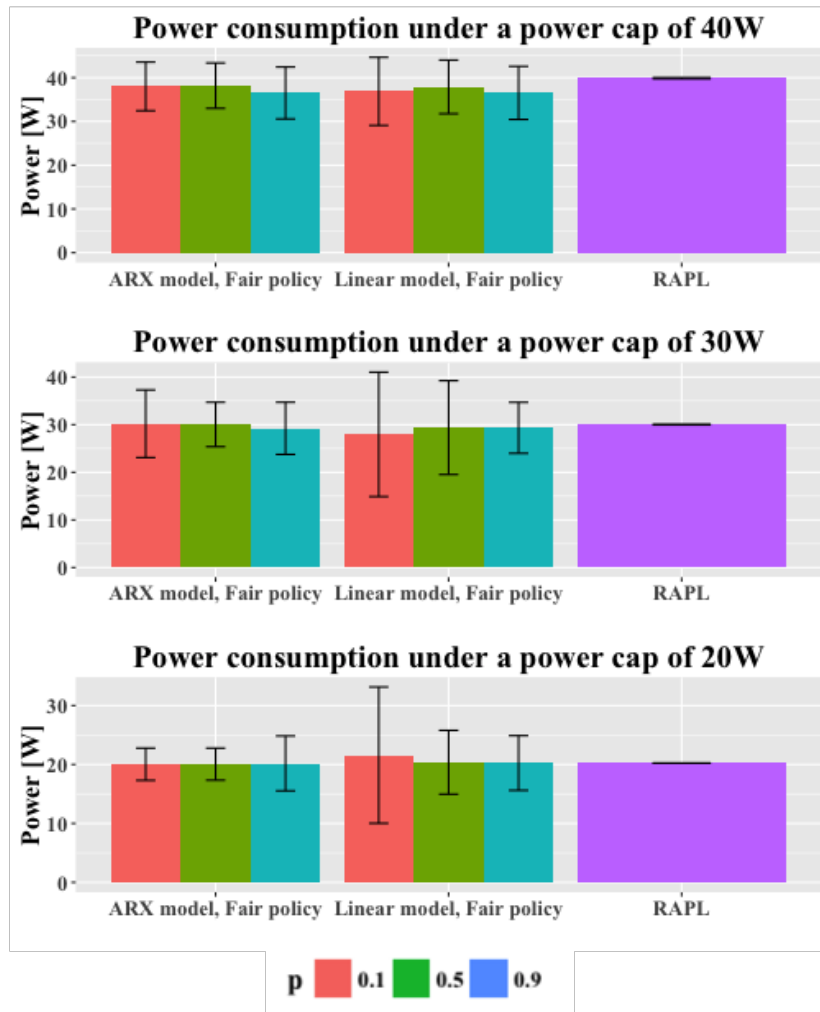 Power consumption under a power cap of 40W
Power [W]
40
30
20
10
0
ARX model, Fair policy Linear model, Fair policy RAPL
Power consumption under a power cap of 30W
Power [W]
40
30
20
10
0
ARX model, Fair policy Linear model, Fair policy RAPL
Power consumption under a power cap of 20W
Power [W]
30
20
10
0
ARX model, Fair policy Linear model, Fair policy RAPL
p 0.1 0.5 0.9